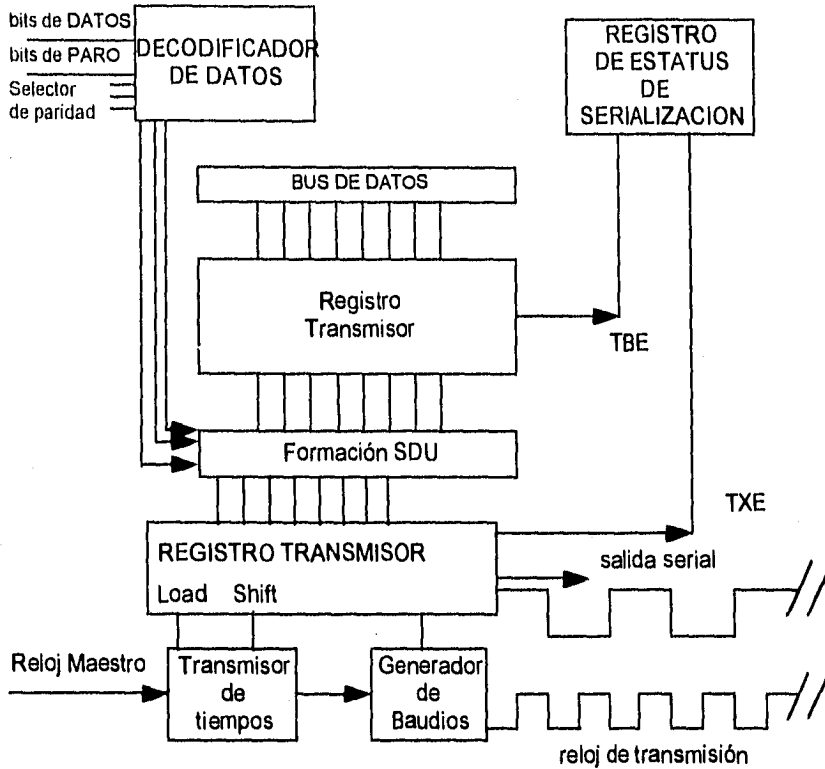 bits de DATOS
bits de PARO
Selector
de paridad
DECODIFICADOR
DE DATOS
REGISTRO
DE ESTATUS
DE
SERIALIZACION
BUS DE DATOS
Registro
Transmisor
TBE
Formación SDU
TXE
REGISTRO TRANSMISOR
Load Shift
salida serial
Reloj Maestro
Transmisor
de
tiempos
Generador
de
Baudios
reloj de transmisión